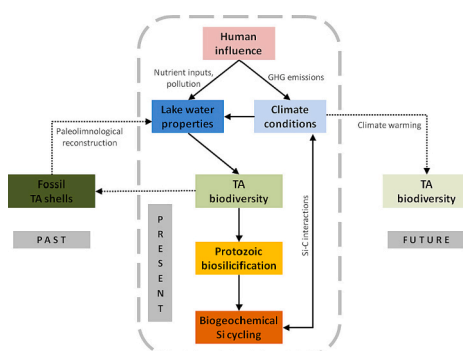 Human
influence
Nutrient inputs,
pollution
GHG emissions
Lake water
properties
Climate
conditions
Paleolimnological
reconstruction
Climate warming
Fossil
TA shells
TA
biodiversity
TA
biodiversity
PAST
PRESENT
FUTURE
Si-C interactions
Protozoic
biosilicification
Biogeochemical
Si cycling